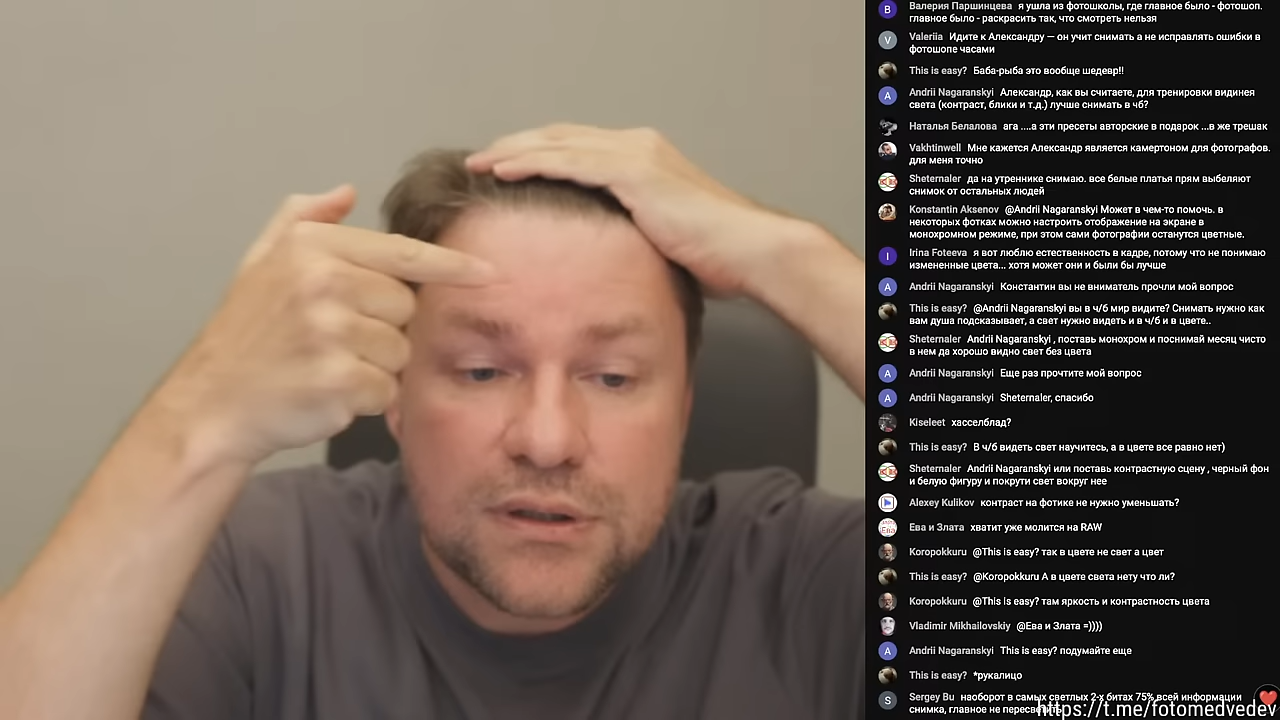 B Валерия Паршинцева я ушла из фотошколы, где главное было - фотошоп.
главное было - раскрасить так, что смотреть нельзя
V Valeriia Идите к Александру — он учит снимать а не исправлять ошибки в
фотошопе часами
This is easy? Баба-рыба это вообще шедевр!!
A Andrii Nagaranskyi Александр, как вы считаете, для тренировки видинея
света (контраст, блики и т.д.) лучше снимать в чб?
Наталья Белалова ага ....а эти пресеты авторские в подарок ...в же трешак
Vakhtinwell Мне кажется Александр является камертоном для фотографов.
для меня точно
Sheternaler да на утреннике снимаю. все белые платья прям выбеляют
снимок от остальных людей
Konstantin Aksenov @Andrii Nagaranskyi Может в чем-то помочь. в
некоторых фотках можно настроить отображение на экране в
монохромном режиме, при этом сами фотографии останутся цветные.
I Irina Foteeva я вот люблю естественность в кадре, потому что не понимаю
измененные цвета... хотя может они и были бы лучше
A Andrii Nagaranskyi Константин вы не вниматель прочли мой вопрос
This is easy? @Andrii Nagaranskyi вы в ч/б мир видите? Снимать нужно как
вам душа подсказывает, а свет нужно видеть и в ч/б и в цвете..
Sheternaler Andrii Nagaranskyi , поставь монохром и поснимай месяц чисто
в нем да хорошо видно свет без цвета
A Andrii Nagaranskyi Еще раз прочтите мой вопрос
A Andrii Nagaranskyi Sheternaler, спасибо
Kiseleet хасселблад?
This is easy? В ч/б видеть свет научитесь, а в цвете все равно нет)
Sheternaler Andrii Nagaranskyi или поставь контрастную сцену , черный фон
и белую фигуру и покрути свет вокруг нее
Alexey Kulikov контраст на фотике не нужно уменьшать?
Ева и Злата хватит уже молится на RAW
Koropokkuru @This is easy? так в цвете не свет а цвет
This is easy? @Koropokkuru А в цвете света нету что ли?
Koropokkuru @This is easy? там яркость и контрастность цвета
Vladimir Mikhailovskiy @Ева и Злата =))))
A Andrii Nagaranskyi This is easy? подумайте еще
This is easy? *рукалицо
S Sergey Bu наоборот в самых светлых 2-х битах 75% всей информации
снимка, главное не пересветить
https://t.me/fotomedvedev